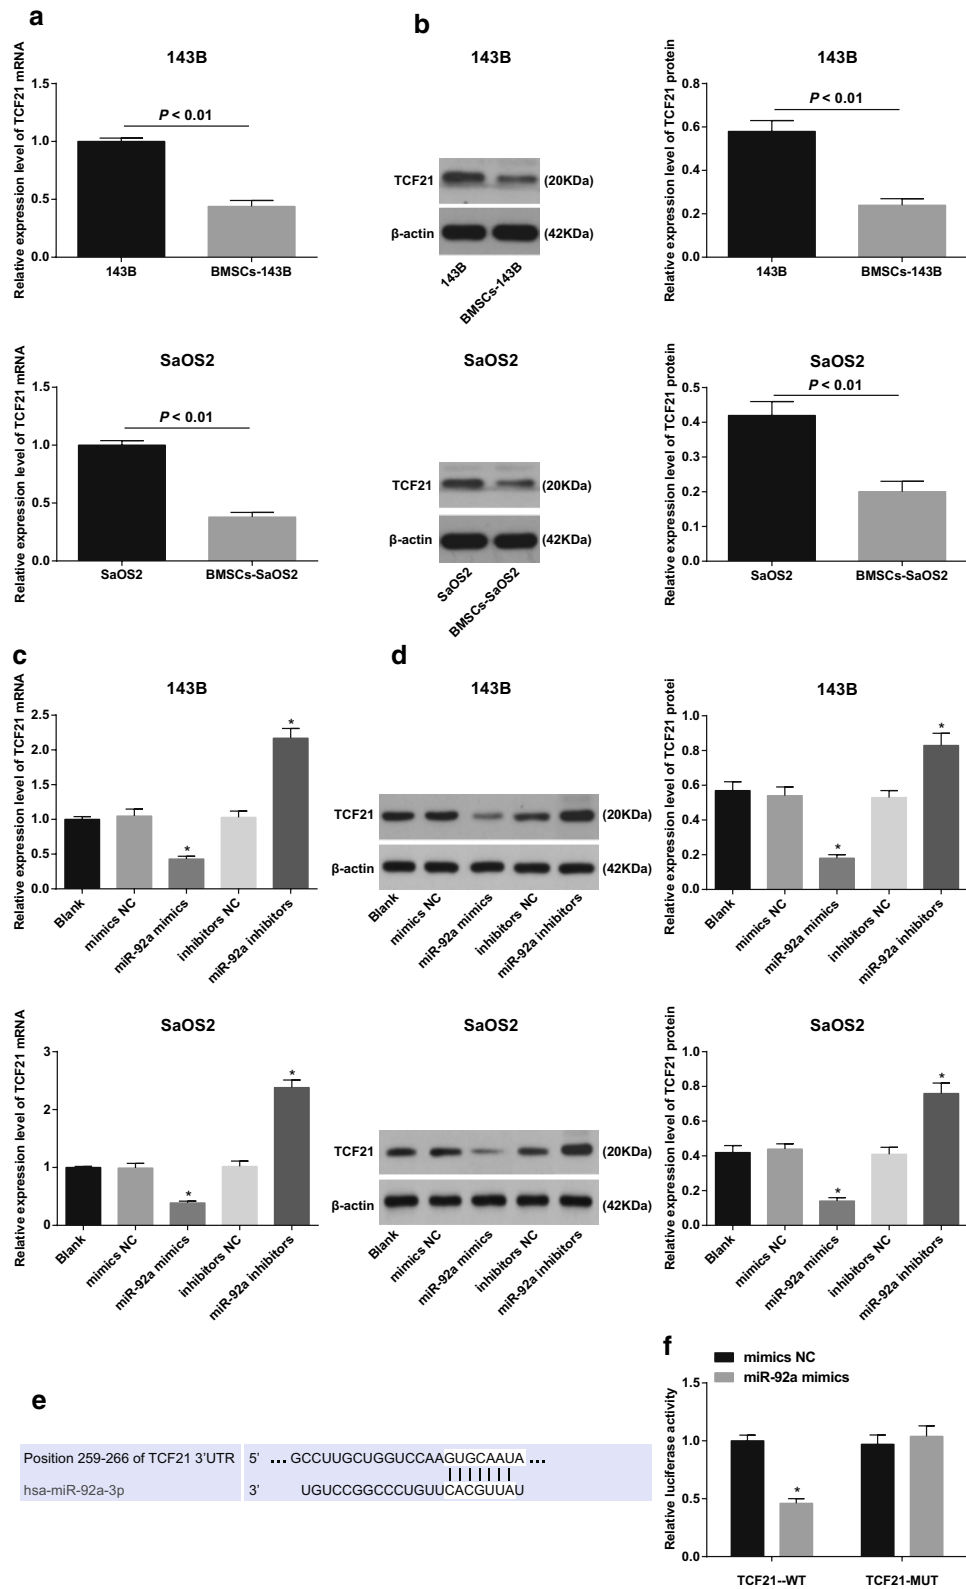 a
143B
Relative expression level of TCF21 mRNA
1.5
1.0
0.5
0.0
P < 0.01
143B
BMSCs-143B
b
143B
TCF21
(20KDa)
β-actin
(42KDa)
143B
BMSCs-143B
143B
Relative expression level of TCF21 protein
0.8
0.6
0.4
0.2
0.0
P < 0.01
143B
BMSCs-143B
SaOS2
Relative expression level of TCF21 mRNA
1.5
1.0
0.5
0.0
P < 0.01
SaOS2
BMSCs-SaOS2
SaOS2
TCF21
(20KDa)
β-actin
(42KDa)
SaOS2
BMSCs-SaOS2
SaOS2
Relative expression level of TCF21 protein
0.5
0.4
0.3
0.2
0.1
0.0
P < 0.01
SaOS2
BMSCs-SaOS2
c
143B
Relative expression level of TCF21 mRNA
2.5
2.0
1.5
1.0
0.5
0.0
*
*
Blank
mimics NC
miR-92a mimics
inhibitors NC
miR-92a inhibitors
d
143B
TCF21
(20KDa)
β-actin
(42KDa)
Blank
mimics NC
miR-92a mimics
inhibitors NC
miR-92a inhibitors
143B
Relative expression level of TCF21 protei
1.0
0.8
0.6
0.4
0.2
0.0
*
*
Blank
mimics NC
miR-92a mimics
inhibitors NC
miR-92a inhibitors
SaOS2
Relative expression level of TCF21 mRNA
3
2
1
0
*
*
Blank
mimics NC
miR-92a mimics
inhibitors NC
miR-92a inhibitors
SaOS2
TCF21
(20KDa)
β-actin
(42KDa)
Blank
mimics NC
miR-92a mimics
inhibitors NC
miR-92a inhibitors
SaOS2
Relative expression level of TCF21 protein
1.0
0.8
0.6
0.4
0.2
0.0
*
*
Blank
mimics NC
miR-92a mimics
inhibitors NC
miR-92a inhibitors
e
Position 259-266 of TCF21 3'UTR 5' ... GCCUUGCUGGUCCAAGUGCAAUA ...
hsa-miR-92a-3p 3' UGUCCGGCCCUGUUCACGUUAU
f
mimics NC
miR-92a mimics
Relative luciferase activity
1.5
1.0
0.5
0.0
*
TCF21--WT
TCF21-MUT